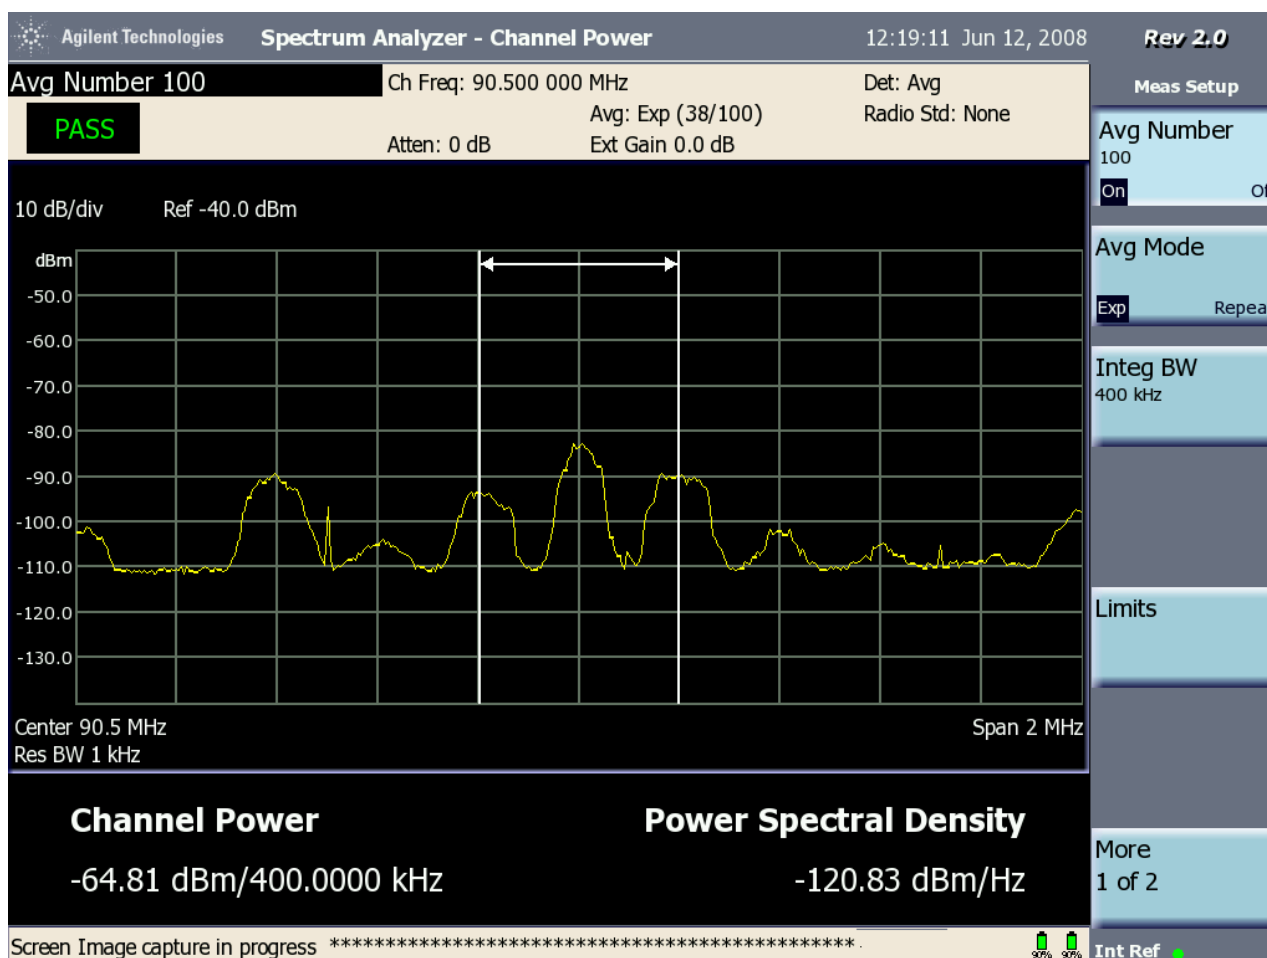 Agilent Technologies Spectrum Analyzer - Channel Power 12:19:11 Jun 12, 2008 Rev 2.0
Avg Number 100 Ch Freq: 90.500 000 MHz Det: Avg Meas Setup
PASS Avg: Exp (38/100) Radio Std: None
Atten: 0 dB Ext Gain 0.0 dB
Avg Number
100
On Of
10 dB/div Ref -40.0 dBm
Avg Mode
Exp Repea
dBm
-50.0
-60.0
-70.0
-80.0
-90.0
-100.0
-110.0
-120.0
-130.0
Integ BW
400 kHz
Limits
Center 90.5 MHz Span 2 MHz
Res BW 1 kHz
Channel Power Power Spectral Density
-64.81 dBm/400.0000 kHz -120.83 dBm/Hz
More
1 of 2
Screen Image capture in progress *********************************************** .
90% 90%
Int Ref